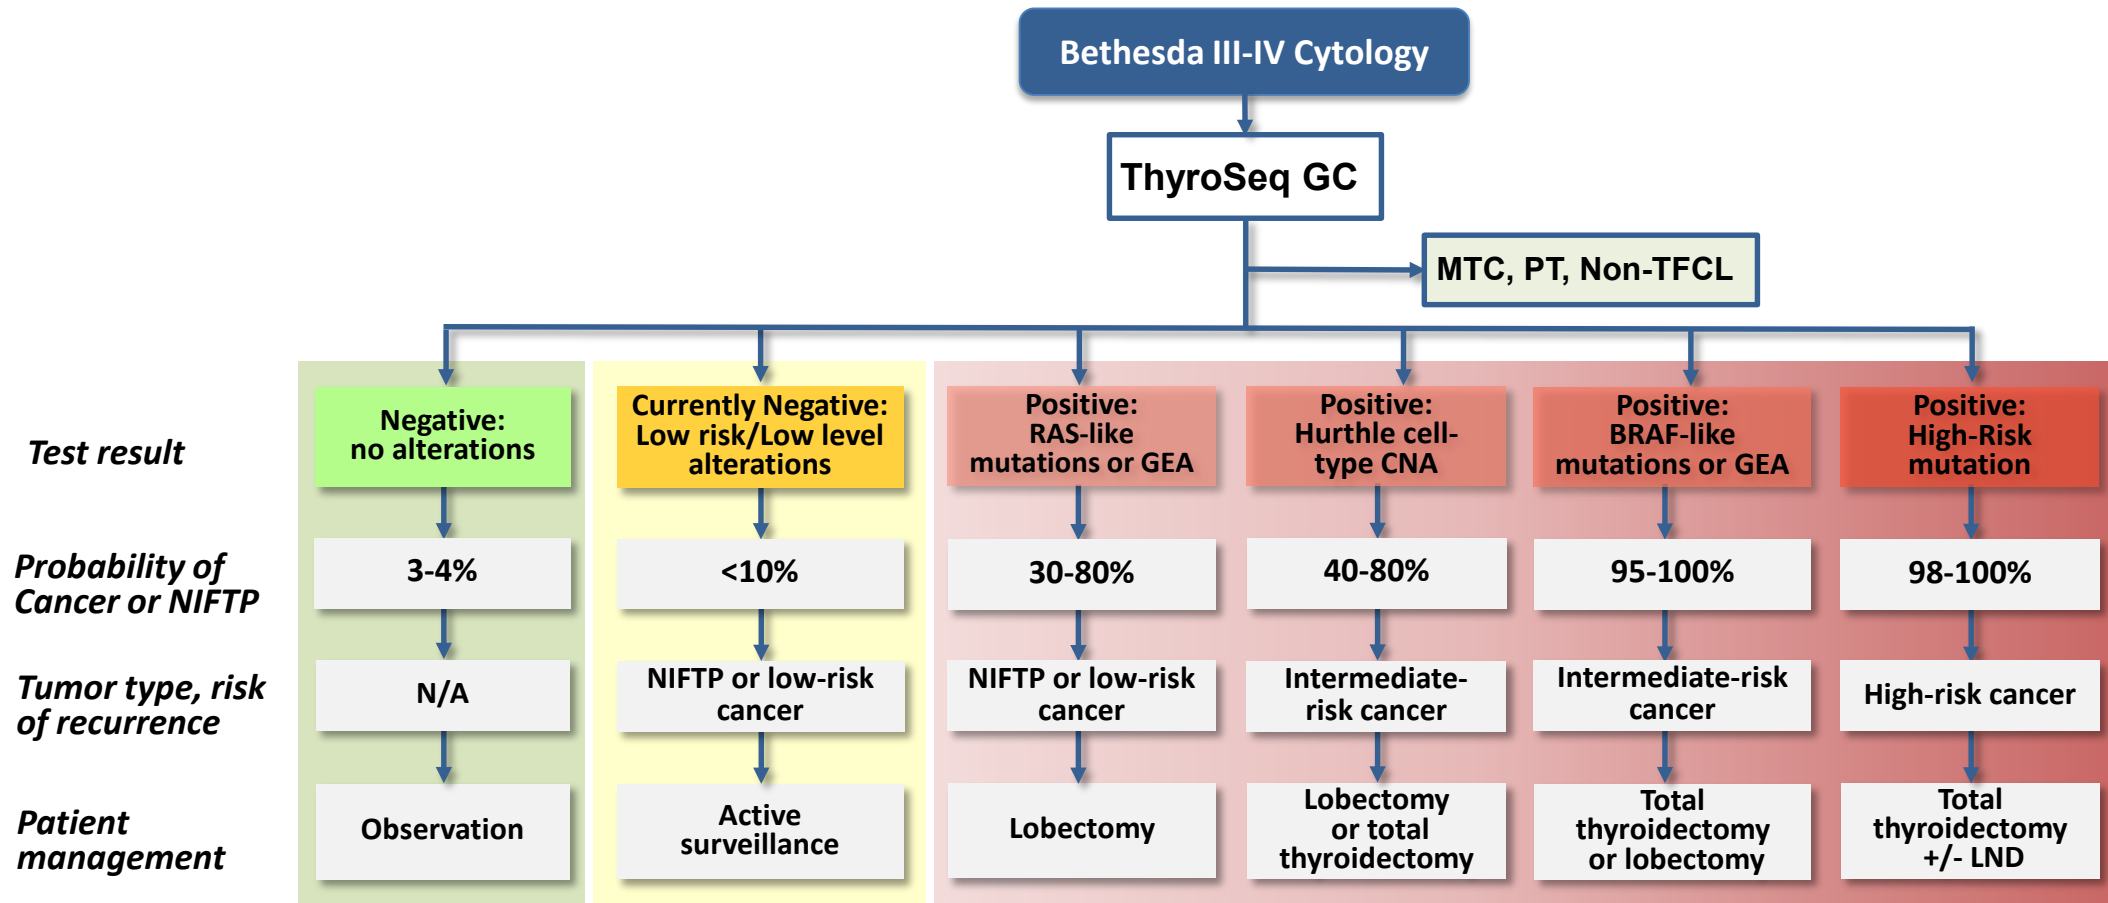 Bethesda III-IV Cytology
ThyroSeq GC
MTC, PT, Non-TFCL
Test result
Negative:
no alterations
Currently Negative:
Low risk/Low level
alterations
Positive:
RAS-like
mutations or GEA
Positive:
Hurthle cell-
type CNA
Positive:
BRAF-like
mutations or GEA
Positive:
High-Risk
mutation
Probability of
Cancer or NIFTP
3-4%
<10%
30-80%
40-80%
95-100%
98-100%
Tumor type, risk
of recurrence
N/A
NIFTP or low-risk
cancer
NIFTP or low-risk
cancer
Intermediate-
risk cancer
Intermediate-risk
cancer
High-risk cancer
Patient
management
Observation
Active
surveillance
Lobectomy
Lobectomy
or total
thyroidectomy
Total
thyroidectomy
or lobectomy
Total
thyroidectomy
+/- LND